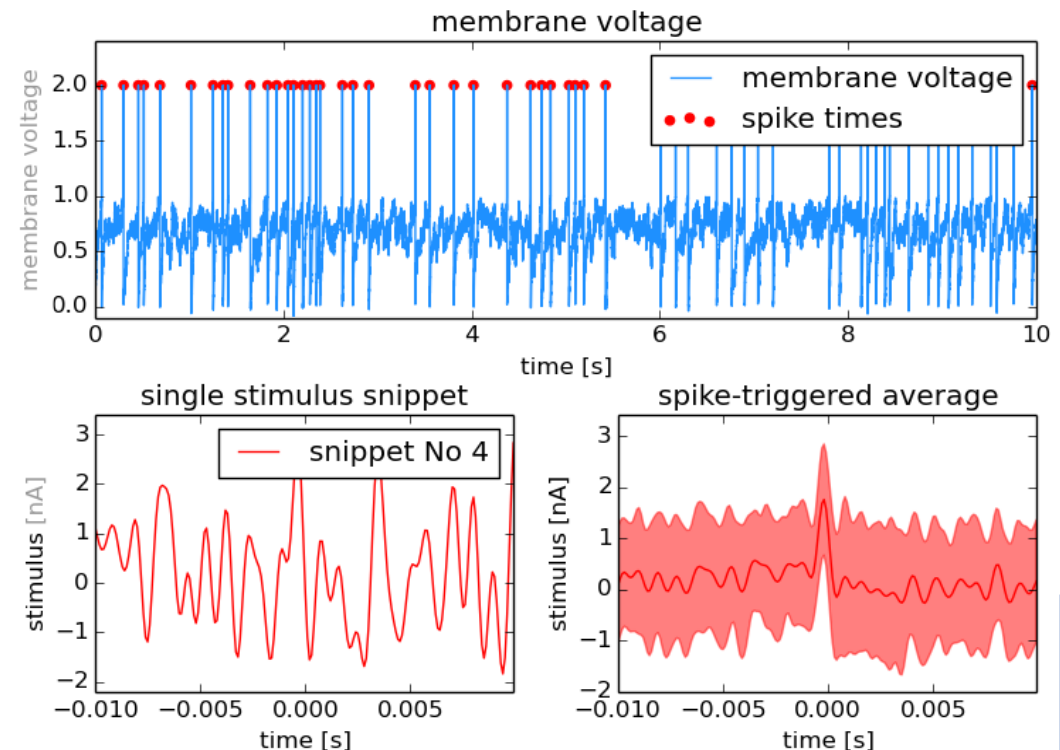 membrane voltage
2.0
1.5
1.0
0.5
0.0
membrane voltage
membrane voltage
spike times
0 2 4 6 8 10
time [s]
single stimulus snippet
3
2
1
0
−1
−2
stimulus [nA]
snippet No 4
−0.010 −0.005 0.000 0.005
time [s]
spike-triggered average
3
2
1
0
−1
−2
stimulus [nA]
−0.010 −0.005 0.000 0.005
time [s]